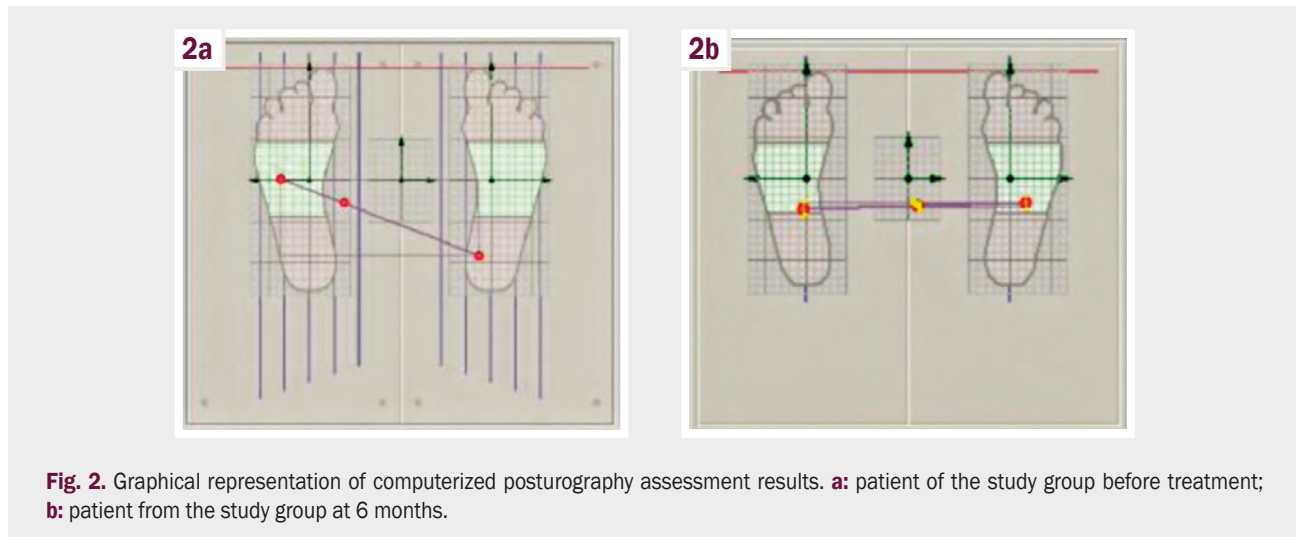 2a
2b
Fig. 2. Graphical representation of computerized posturography assessment results. a: patient of the study group before treatment;
b: patient from the study group at 6 months.